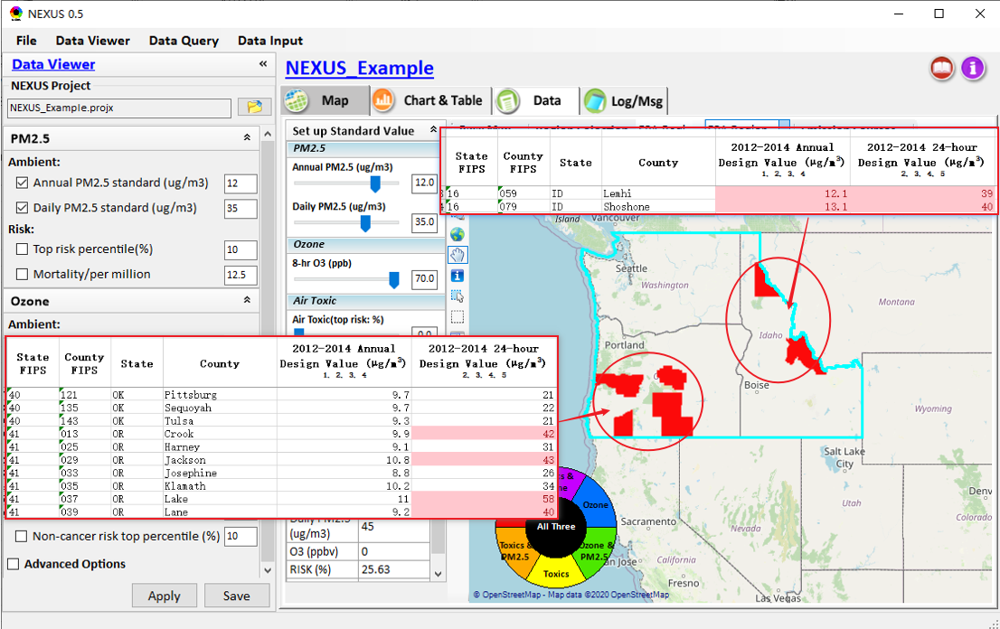 NEXUS 0.5
File Data Viewer Data Query Data Input
Data Viewer «
NEXUS Project
NEXUS_Example.projx
PM2.5
Ambient:
Annual PM2.5 standard (ug/m3) 12
Daily PM2.5 standard (ug/m3) 35
Risk:
Top risk percentile(%) 10
Mortality/per million 12.5
Ozone
Ambient:
Non-cancer risk top percentile (%) 10
Advanced Options
Apply Save
NEXUS_Example
Map Chart & Table Data Log/Msg
Set up Standard Value
PM2.5
Annual PM2.5 (ug/m3)
12.0
Daily PM2.5 (ug/m3)
35.0
Ozone
8-hr O3 (ppb)
70.0
Air Toxic
Air Toxic(top risk: %)
(ug/m3) 45
O3 (ppbv) 0
RISK (%) 25.63
State FIPS County FIPS State County 2012-2014 Annual Design Value (μg/m³) 1, 2, 3, 4 2012-2014 24-hour Design Value (μg/m³) 2, 3, 4, 5
16 059 ID Lemhi 12.1 39
16 079 ID Shoshone 13.1 40
State FIPS County FIPS State County 2012-2014 Annual Design Value (μg/m³) 1, 2, 3, 4 2012-2014 24-hour Design Value (μg/m³) 2, 3, 4, 5
40 121 OK Pittsburg 9.7 21
40 135 OK Sequoyah 9.7 22
40 143 OK Tulsa 9.3 21
41 013 OR Crook 9.9 42
41 025 OR Harney 9.1 31
41 029 OR Jackson 10.8 43
41 033 OR Josephine 8.8 26
41 035 OR Klamath 10.2 34
41 037 OR Lake 11 58
41 039 OR Lane 9.2 40
Island Vancouver
Seattle
Washington
Montana
Portland
Idaho
Boise
Wyoming
Salt Lake
City
Utah
Denv
Colorado
Sacramento
Nevada
San Jose
California
Fresno
Las Vegas
Ozone
All Three
Toxics &
PM2.5
Ozone &
PM2.5
Toxics
© OpenStreetMap - Map data ©2020 OpenStreetMap